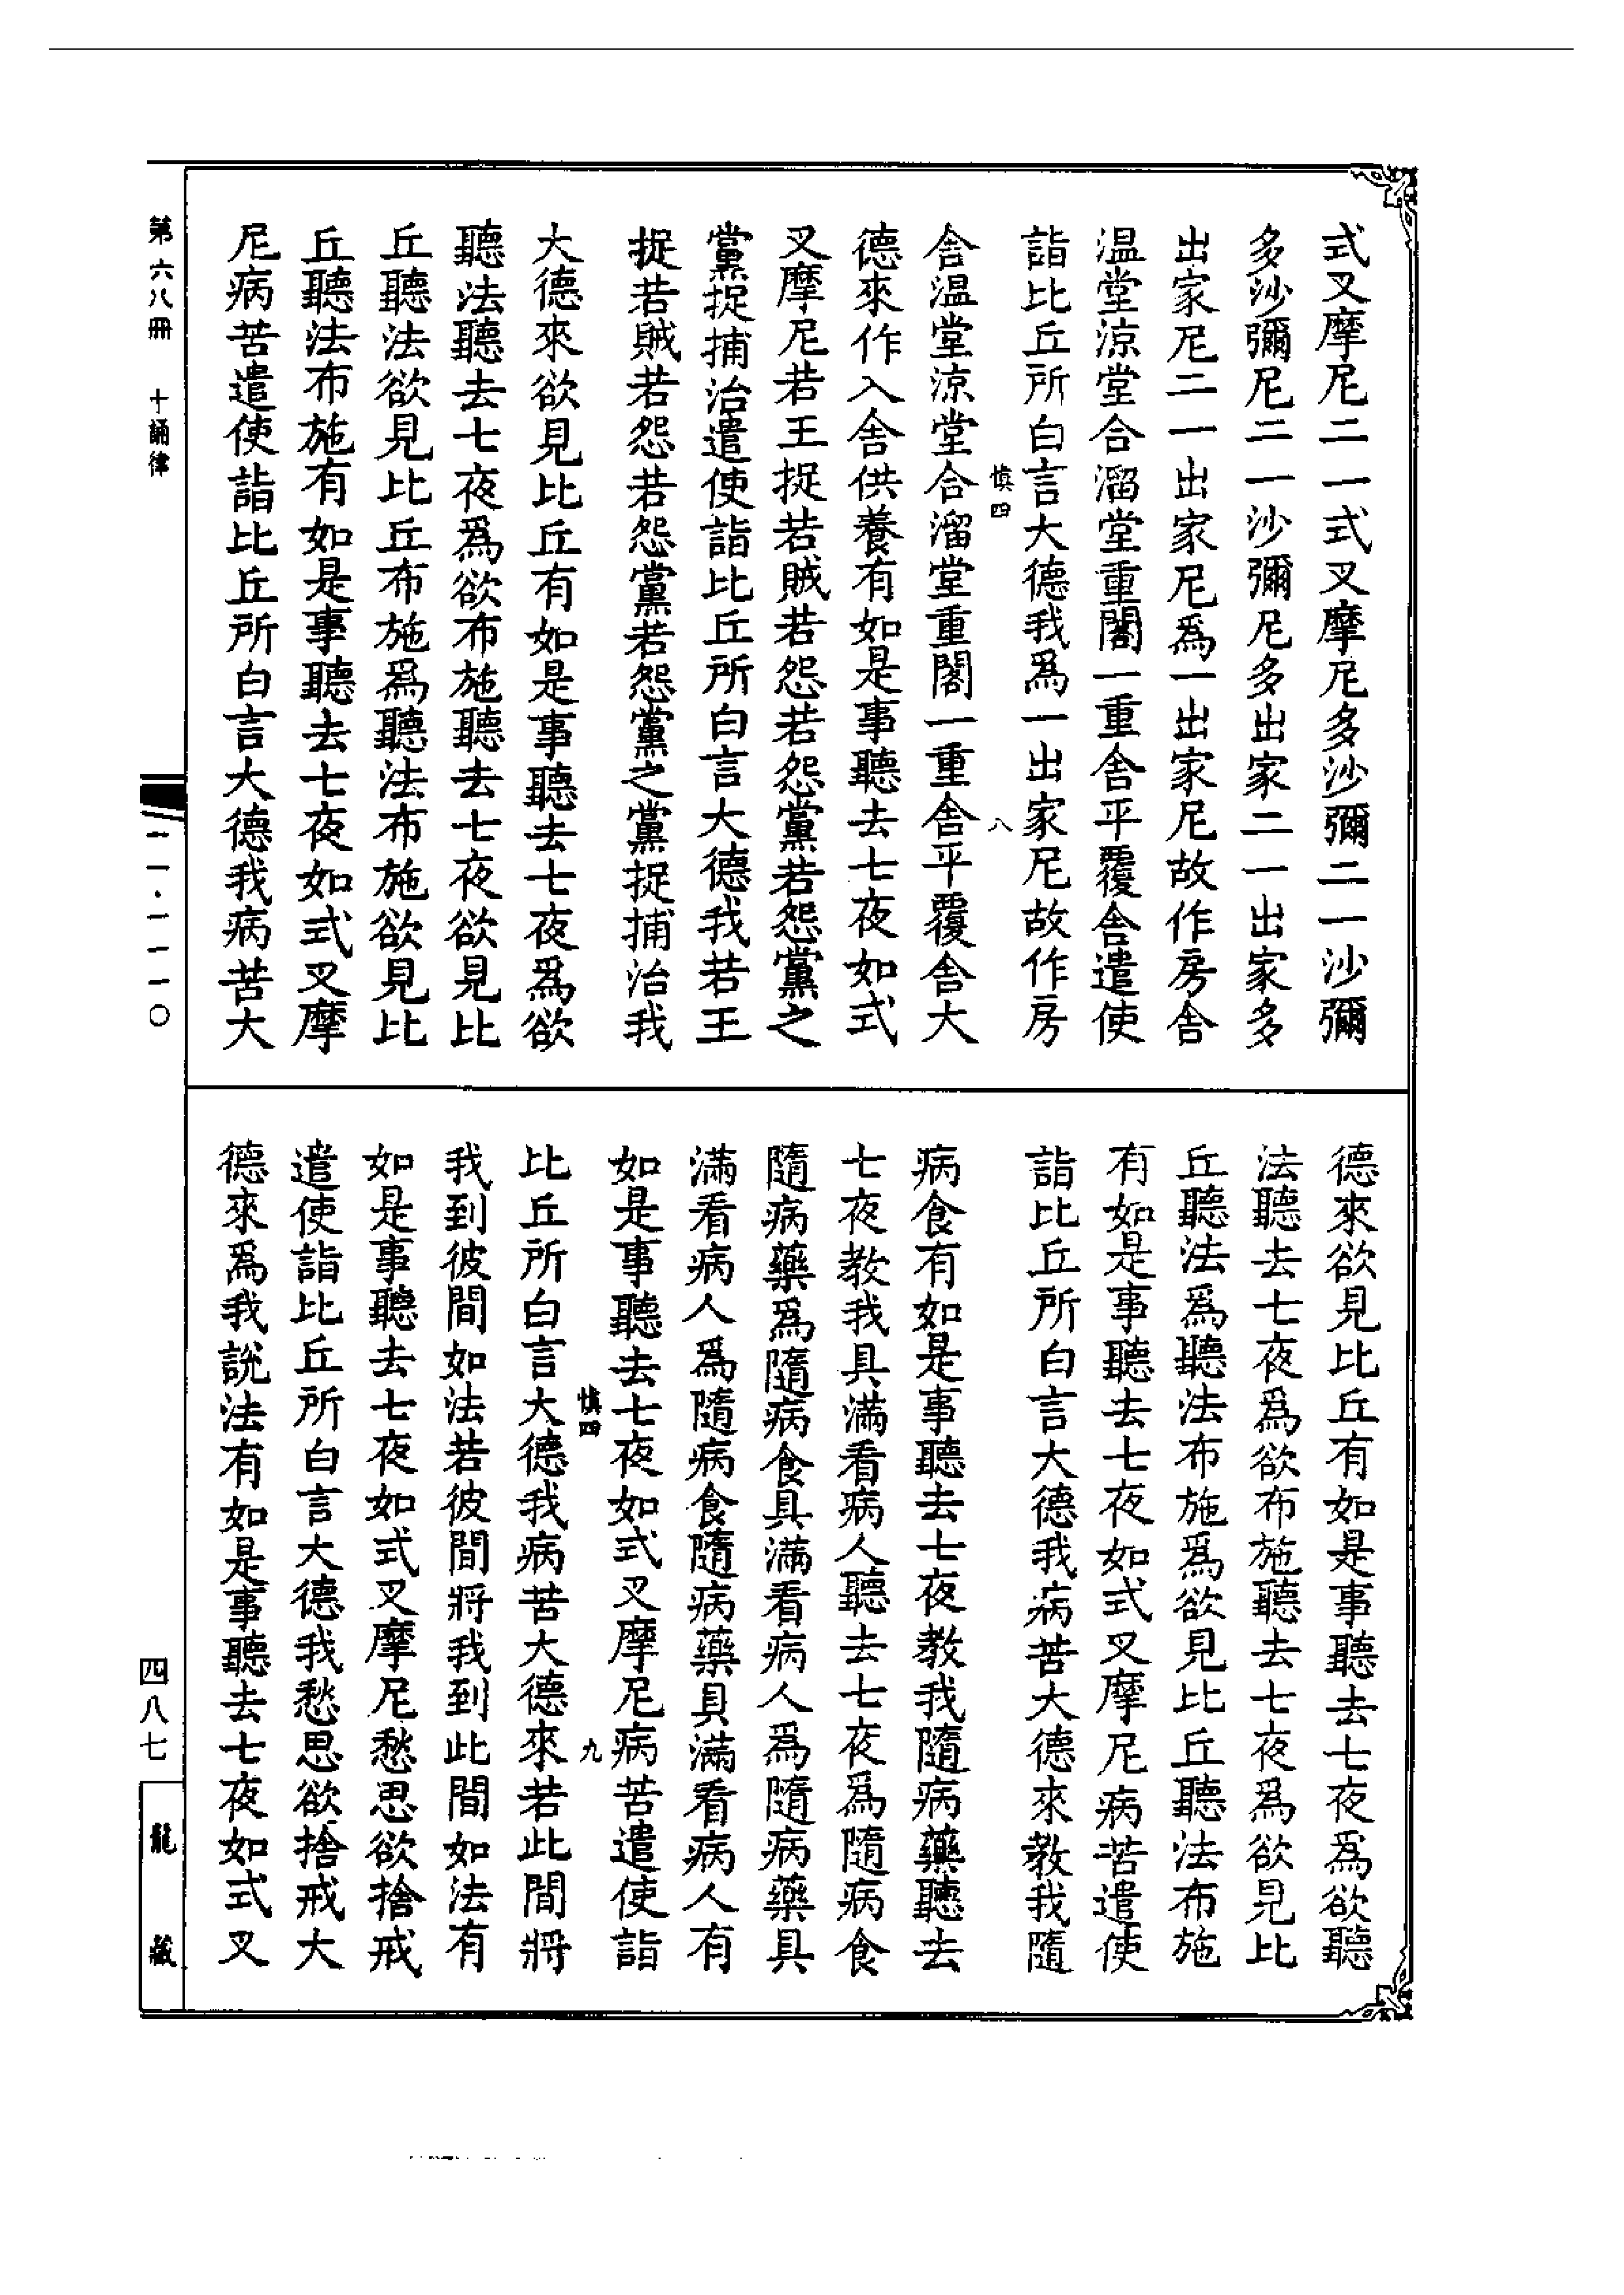 式叉摩尼二一式叉摩尼多沙彌二一沙彌
多沙彌尼二一沙彌尼多出家二一出家多
出家尼二一出家尼爲一出家尼故作房舍
温堂涼堂合溜堂重閣一重舍平覆舍遣使
詣比丘所白言大德我爲一出家尼故作房
慎四 八
舍温堂涼堂合溜堂重閣一重舍平覆舍大
德來作入舍供養有如是事聽去七夜如式
叉摩尼若王捉若賊若怨若怨黨若怨黨之
黨捉捕治遣使詣比丘所白言大德我若王
捉若賊若怨若怨黨若怨黨之黨捉捕治我
大德來欲見比丘有如是事聽去七夜爲欲
聽法聽去七夜爲欲布施聽去七夜欲見比
丘聽法欲見比丘布施爲聽法布施欲見比
丘聽法布施有如是事聽去七夜如式叉摩
尼病苦遣使詣比丘所白言大德我病苦大
德來欲見比丘有如是事聽去七夜爲欲聽
法聽去七夜爲欲布施聽去七夜爲欲見比
丘聽法爲聽法布施爲欲見比丘聽法布施
有如是事聽去七夜如式叉摩尼病苦遣使
詣比丘所白言大德我病苦大德來教我隨
病食有如是事聽去七夜教我隨病藥聽去
七夜教我具滿看病人聽去七夜爲隨病食
隨病藥爲隨病食具滿看病人爲隨病藥具
滿看病人爲隨病食隨病藥具滿看病人有
如是事聽去七夜如式叉摩尼病苦遣使詣
慎四 九
比丘所白言大德我病苦大德來若此間將
我到彼間如法若彼間將我到此間如法有
如是事聽去七夜如式叉摩尼愁思欲捨戒
遣使詣比丘所白言大德我愁思欲捨戒大
德來爲我說法有如是事聽去七夜如式叉
第六八冊 十誦律
一一·一一一〇
四八七
龍藏